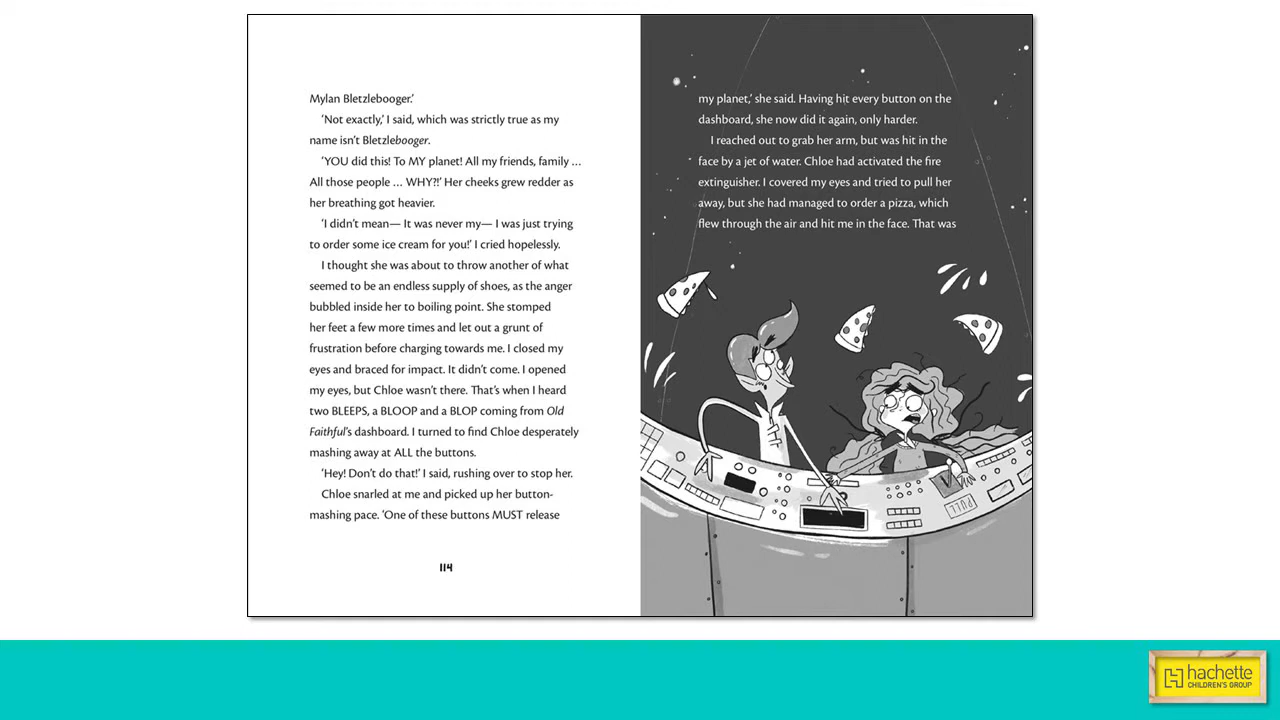 Mylan Bletzlebooger.’
‘Not exactly,’ I said, which was strictly true as my
name isn’t Bletzlebooger.
‘YOU did this! To MY planet! All my friends, family …
All those people … WHY?!’ Her cheeks grew redder as
her breathing got heavier.
‘I didn’t mean— It was never my— I was just trying
to order some ice cream for you!’ I cried hopelessly.
I thought she was about to throw another of what
seemed to be an endless supply of shoes, as the anger
bubbled inside her to boiling point. She stomped
her feet a few more times and let out a grunt of
frustration before charging towards me. I closed my
eyes and braced for impact. It didn’t come. I opened
my eyes, but Chloe wasn’t there. That’s when I heard
two BLEEPS, a BLOOP and a BLOP coming from Old
Faithful’s dashboard. I turned to find Chloe desperately
mashing away at ALL the buttons.
‘Hey! Don’t do that!’ I said, rushing over to stop her.
Chloe snarled at me and picked up her button-
mashing pace. ‘One of these buttons MUST release
114
my planet,’ she said. Having hit every button on the
dashboard, she now did it again, only harder.
I reached out to grab her arm, but was hit in the
face by a jet of water. Chloe had activated the fire
extinguisher. I covered my eyes and tried to pull her
away, but she had managed to order a pizza, which
flew through the air and hit me in the face. That was
PULL
hachette
CHILDREN’S GROUP